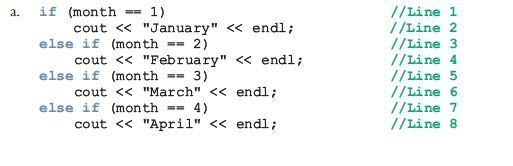 a. if (month == 1) //Line 1
cout << "January" << endl; //Line 2
else if (month == 2) //Line 3
cout << "February" << endl; //Line 4
else if (month == 3) //Line 5
cout << "March" << endl; //Line 6
else if (month == 4) //Line 7
cout << "April" << endl; //Line 8